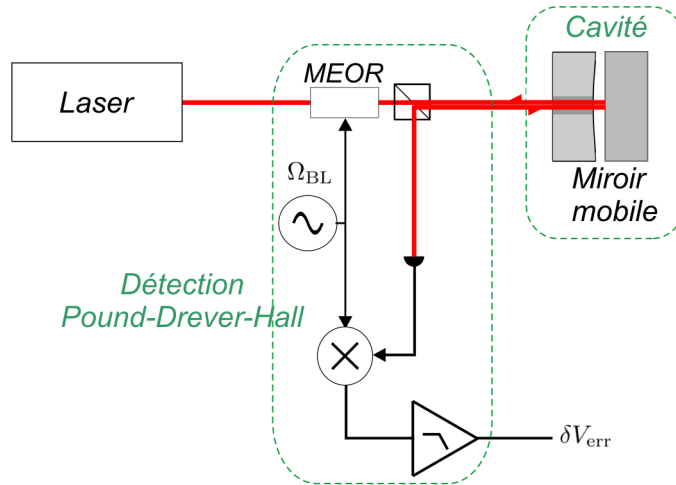 Cavité
MEOR
Laser
Miroir
mobile
Ω_BL
Détection
Pound-Drever-Hall
δV_err